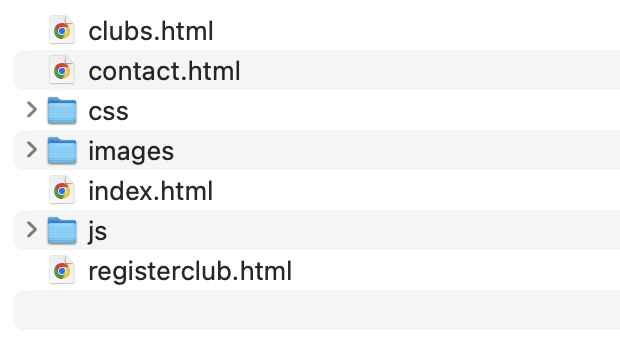 clubs.html
contact.html
css
images
index.html
js
registerclub.html